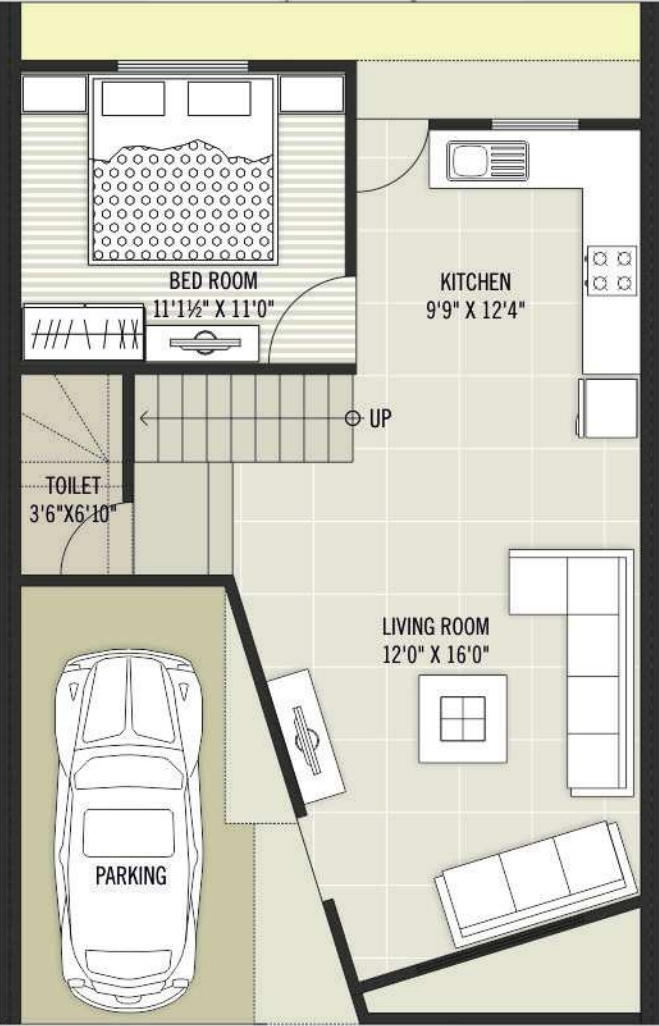 BED ROOM
11'1½" X 11'0"
KITCHEN
9'9" X 12'4"
UP
TOILET
3'6"X6'10"
LIVING ROOM
12'0" X 16'0"
PARKING